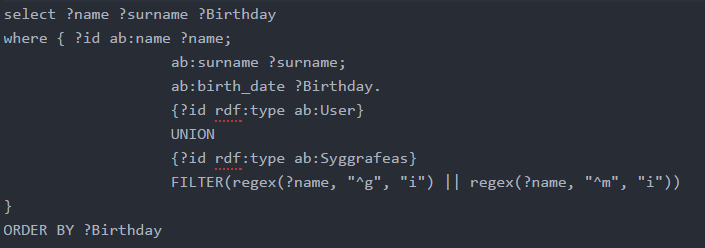 select ?name ?surname ?Birthday
where { ?id ab:name ?name;
ab:surname ?surname;
ab:birth_date ?Birthday.
{?id rdf:type ab:User}
UNION
{?id rdf:type ab:Syggrafeas}
FILTER(regex(?name, "^g", "i") || regex(?name, "^m", "i"))
}
ORDER BY ?Birthday